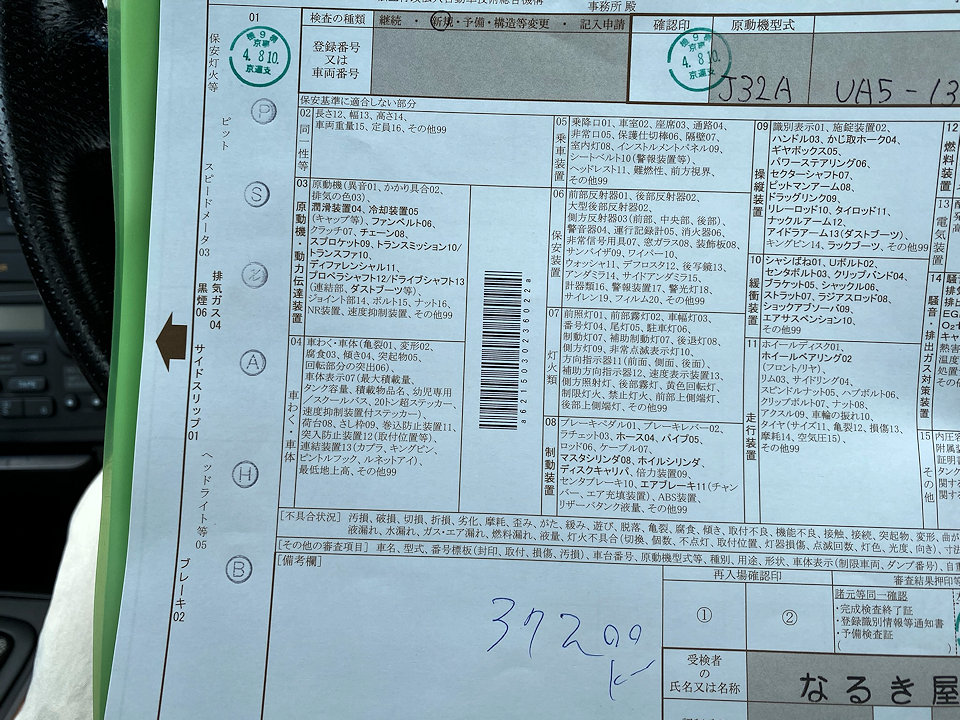 事務所 殿
検査の種類
継続・新規・予備・構造等変更・記入申請
確認印
原動機型式
登録番号
又は
車両番号
検9関
京都
4.8.10.
京運支
J32A
UA5-13
01
保安灯火等
検9関
京都
4.8.10.
京運支
ピット
スピードメータ03
排気ガス04
黒煙06
サイドスリップ01
ヘッドライト等05
ブレーキ02
P
S
A
H
B
保安基準に適合しない部分
02
同一性等
長さ12、幅13、高さ14、
車両重量15、定員16、その他99
03
原動機・動力伝達装置
原動機(異音01、かかり具合02、
排気の色03)、
潤滑装置04、冷却装置05
(キャップ等)、ファンベルト06、
クラッチ07、チェーン08、
スプロケット09、トランスミッション10/
トランスファ10、
ディファレンシャル11、
プロペラシャフト12/ドライブシャフト13
(連結部、ダストブーツ等)、
ジョイント部14、ボルト15、ナット16、
NR装置、速度抑制装置、その他99
04
車わく・車体
車わく・車体(亀裂01、変形02、
腐食03、傾き04、突起物05、
回転部分の突出06)、
車体表示07(最大積載量、
タンク容量、積載物品名、幼児専用
/スクールバス、20トン超ステッカー、
速度抑制装置付ステッカー)、
荷台08、さし枠09、巻込防止装置11、
突入防止装置12(取付位置等)、
連結装置13(カプラ、キングピン、
ピントルフック、ルネットアイ)、
最低地上高、その他99
a62150302360022a
05
乗車装置
乗降口01、車室02、座席03、通路04、
非常口05、保護仕切棒06、隔壁07、
室内灯08、インストルメントパネル09、
シートベルト10(警報装置等)、
ヘッドレスト11、難燃性、前方視界、
その他99
06
保安装置
前部反射器01、後部反射器02、
大型後部反射器02、
側方反射器03(前部、中央部、後部)、
警音器04、運行記録計05、消火器06、
非常信号用具07、窓ガラス08、装飾板08、
サンバイザ09、ワイパー10、
ウォッシャ11、デフロスタ12、後写鏡13、
アンダミラ14、サイドアンダミラ15、
計器類16、警報装置17、警光灯18、
サイレン19、フィルム20、その他99
07
灯火類
前照灯01、前部霧灯02、車幅灯03、
番号灯04、尾灯05、駐車灯06、
制動灯07、補助制動灯07、後退灯08、
側方灯09、非常点滅表示灯10、
方向指示器11(前面、側面、後面)、
補助方向指示器12、速度表示装置13、
側方照射灯、後部霧灯、黄色回転灯、
制限灯火、禁止灯火、前部上側端灯、
後部上側端灯、その他99
08
制動装置
ブレーキペダル01、ブレーキレバー02、
ラチェット03、ホース04、パイプ05、
ロッド06、ケーブル07、
マスタシリンダ08、ホイルシリンダ、
ディスクキャリパ、倍力装置09、
センタブレーキ10、エアブレーキ11(チャン
バー、エア充填装置)、ABS装置、
リザーバタンク液量、その他99
09
操縦装置
識別表示01、施錠装置02、
ハンドル03、かじ取ホーク04、
ギヤボックス05、
パワーステアリング06、
セクターシャフト07、
ピットマンアーム08、
ドラッグリンク09、
リレーロッド10、タイロッド11、
ナックルアーム12、
アイドラアーム13(ダストブーツ)、
キングピン14、ラックブーツ、その他99
10
緩衝装置
シャシばね01、Uボルト02、
センタボルト03、クリップバンド04、
ブラケット05、シャックル06、
ストラット07、ラジアスロッド08、
ショックアブソーバ09、
エアサスペンション10、
その他99
11
走行装置
ホイールディスク01、
ホイールベアリング02
(フロント/リヤ)、
リム03、サイドリング04、
スピンドルナット05、ハブボルト06、
クリップボルト07、ナット08、
アクスル09、車輪の振れ10、
タイヤ(サイズ11、亀裂12、損傷13、
摩耗14、空気圧15)、
その他99
12
燃料装置
13
電気装置
14
騒音・排出ガス対策装置
15
その他
[不具合状況] 汚損、破損、切損、折損、劣化、摩耗、歪み、がた、緩み、遊び、脱落、亀裂、腐食、傾き、取付不良、機能不良、接触、接続、突起物、変形、曲が
液漏れ、水漏れ、ガス・エア漏れ、燃料漏れ、液量、灯火不具合(切換、個数、不点灯、取付位置、灯器損傷、点滅回数、灯色、光度、向き)、寸法
[その他の審査項目] 車名、型式、番号標板(封印、取付、損傷、汚損)、車台番号、原動機型式等、種別、用途、形状、車体表示(制限車両、ダンプ番号)、自重
[備考欄]
37200
再入場確認印
① ②
審査結果押印等
諸元等同一確認
・完成検査終了証
・登録識別情報等通知書
・予備検査証
受検者
の
氏名又は名称
なるき屋